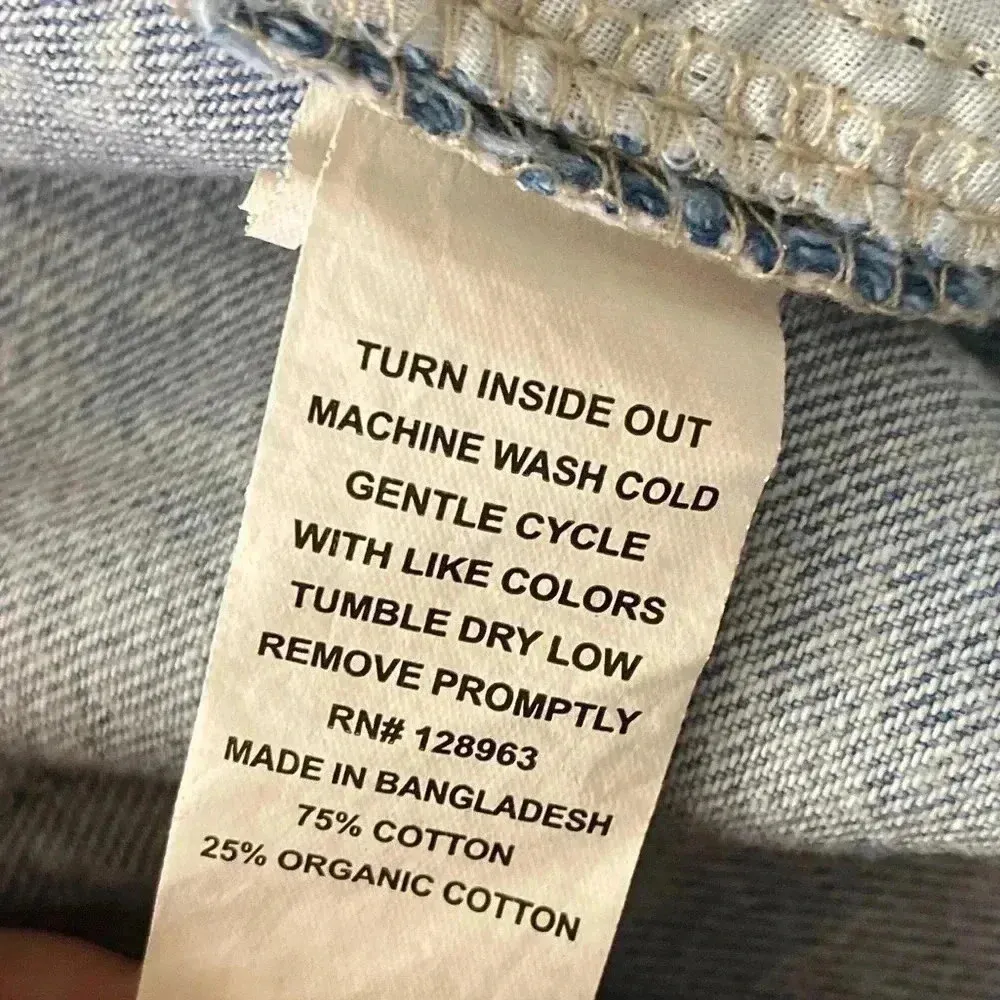 TURN INSIDE OUT
MACHINE WASH COLD
GENTLE CYCLE
WITH LIKE COLORS
TUMBLE DRY LOW
REMOVE PROMPTLY
RN# 128963
MADE IN BANGLADESH
75% COTTON
25% ORGANIC COTTON